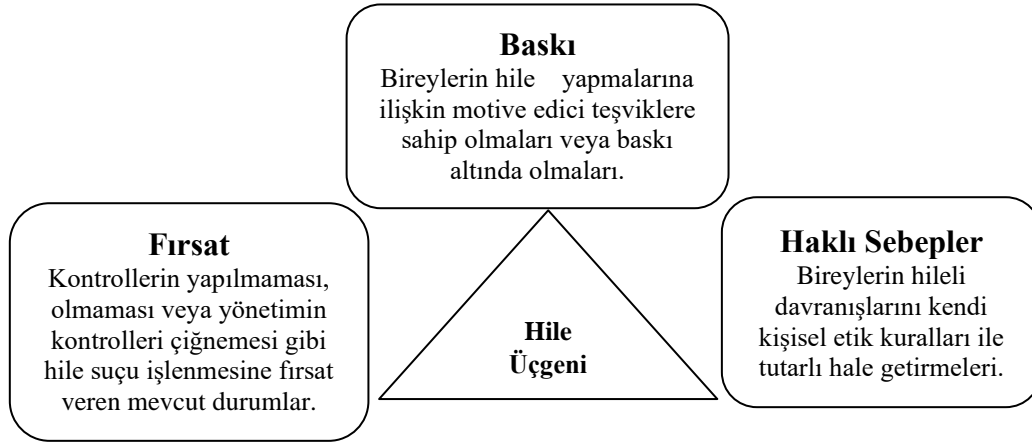 Baskı
Bireylerin hile yapmalarına
ilişkin motive edici teşviklere
sahip olmaları veya baskı
altında olmaları.
Fırsat
Kontrollerin yapılmaması,
olmaması veya yönetimin
kontrolleri çiğnemesi gibi
hile suçu işlenmesine fırsat
veren mevcut durumlar.
Hile
Üçgeni
Haklı Sebepler
Bireylerin hileli
davranışlarını kendi
kişisel etik kuralları ile
tutarlı hale getirmeleri.